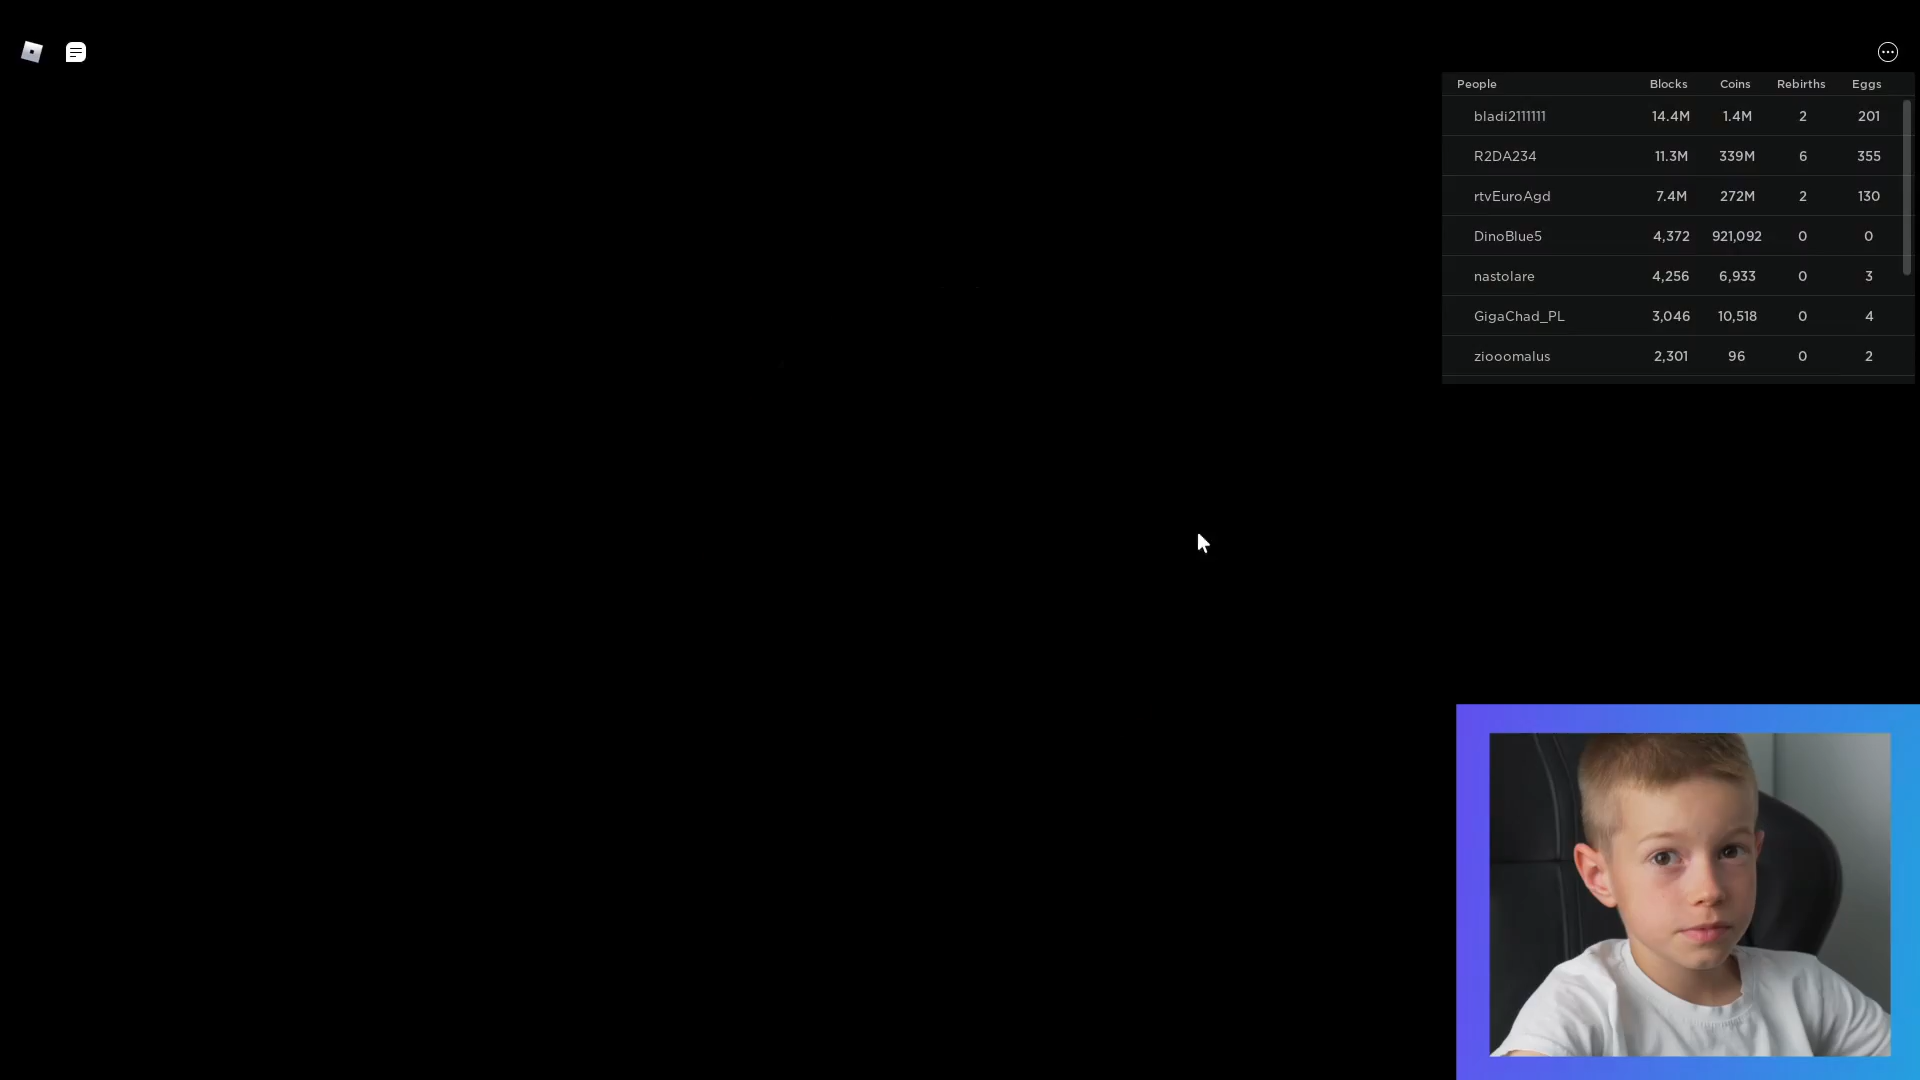 People Blocks Coins Rebirths Eggs
bladi2111111 14.4M 1.4M 2 201
R2DA234 11.3M 339M 6 355
rtvEuroAgd 7.4M 272M 2 130
DinoBlue5 4,372 921,092 0 0
nastolare 4,256 6,933 0 3
GigaChad_PL 3,046 10,518 0 4
ziooomalus 2,301 96 0 2